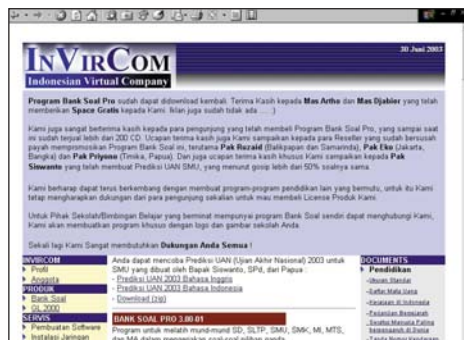 30 Juni 2003
INVIRCOM
Indonesian Virtual Company
Program Bank Soal Pro sudah dapat didownload kembali. Terima Kasih kepada Mas Artha dan Mas Djabier yang telah
memberikan Space Gratis kepada Kami. Iklan juga sudah tidak ada ... :)
Kami juga sangat berterima kasih kepada para pengunjung yang telah membeli Program Bank Soal Pro, yang sampai saat
ini sudah terjual lebih dari 200 CD. Ucapan terima kasih juga Kami sampaikan kepada para Reseller yang sudah bersusah
payah mempromosikan Program Bank Soal ini, terutama Pak Rozaid (Balikpapan dan Samarinda), Pak Eko (Jakarta,
Bangka) dan Pak Priyono (Timika, Papua). Dan juga ucapan terima kasih khusus Kami sampaikan kepada Pak
Siswanto yang telah membuat Prediksi UAN SMU, yang menurut gosip lebih dari 50% soalnya sama.
Kami berharap dapat terus berkembang dengan membuat program-program pendidikan lain yang bermutu, untuk itu Kami
tetap mengharapkan dukungan dari para pengunjung sekalian untuk mau membeli License Produk Kami.
Untuk Pihak Sekolah/Bimbingan Belajar yang berminat mempunyai program Bank Soal sendiri dapat menghubungi Kami,
Kami akan membuatkan program khusus dengan logo dan gambar sekolah Anda.
Sekali lagi Kami Sangat membutuhkan Dukungan Anda Semua !
INVIRCOM
Profil
Anggota
PRODUK
Bank Soal
GL 2000
SERVIS
Pembuatan Software
Instalasi Jaringan
Anda dapat mencoba Prediksi UAN (Ujian Akhir Nasional) 2003 untuk
SMU yang dibuat oleh Bapak Siswanto, SPd, dari Papua :
- Prediksi UAN 2003 Bahasa Inggris
- Prediksi UAN 2003 Bahasa Indonesia
- Download (zip)
BANK SOAL PRO 3.00-01
Program untuk melatih murid-murid SD, SLTP, SMU, SMK, MI, MTS,
dan MA dalam mengerjakan soal-soal pilihan ganda
DOCUMENTS
Pendidikan
- Ukuran Standar
- Daftar Mata Uang
- Kerajaan di Indonesia